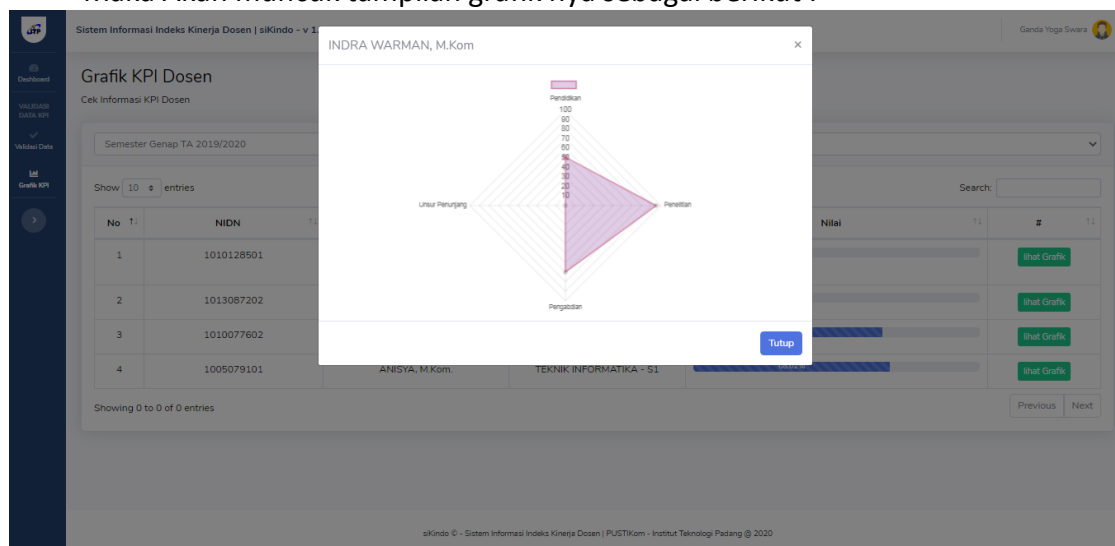 maka Akan muncul tampilan grafik nya sebagai berikut :
ITP
Sistem Informasi Indeks Kinerja Dosen | siKindo - v 1.
Ganda Yoga Swara
Dashboard
VALIDASI
DATA KPI
Validasi Data
Grafik KPI
Grafik KPI Dosen
Cek Informasi KPI Dosen
Semester Genap TA 2019/2020
Show 10 entries
Search:
No NIDN Nilai #
1 1010128501 lihat Grafik
2 1013087202 lihat Grafik
3 1010077602 lihat Grafik
4 1005079101 ANISYA, M.Kom. TEKNIK INFORMATIKA - S1 lihat Grafik
Showing 0 to 0 of 0 entries
Previous Next
INDRA WARMAN, M.Kom ×
Pendidikan
100
90
80
70
60
50
40
30
20
10
Unsur Penunjang
Penelitian
Pengabdian
Tutup
siKindo © - Sistem Informasi Indeks Kinerja Dosen | PUSTIKom - Institut Teknologi Padang @ 2020